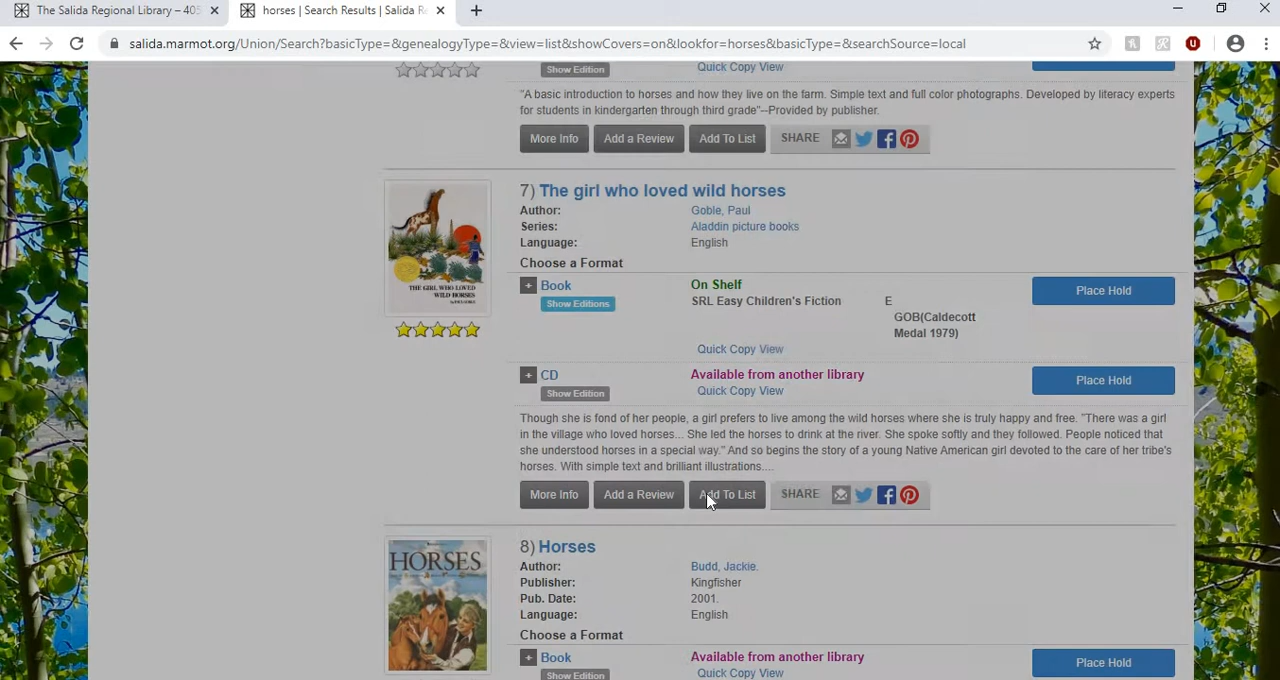 The Salida Regional Library – 405
horses | Search Results | Salida Re
salida.marmot.org/Union/Search?basicType=&genealogyType=&view=list&showCovers=on&lookfor=horses&basicType=&searchSource=local
Show Edition
Quick Copy View
"A basic introduction to horses and how they live on the farm. Simple text and full color photographs. Developed by literacy experts
for students in kindergarten through third grade"--Provided by publisher.
More Info Add a Review Add To List SHARE
7) The girl who loved wild horses
Author: Goble, Paul
Series: Aladdin picture books
Language: English
Choose a Format
+ Book On Shelf Place Hold
Show Editions SRL Easy Children's Fiction E
GOB(Caldecott
Medal 1979)
Quick Copy View
THE GIRL WHO LOVED
WILD HORSES
+ CD Available from another library Place Hold
Show Edition Quick Copy View
Though she is fond of her people, a girl prefers to live among the wild horses where she is truly happy and free. "There was a girl
in the village who loved horses... She led the horses to drink at the river. She spoke softly and they followed. People noticed that
she understood horses in a special way." And so begins the story of a young Native American girl devoted to the care of her tribe's
horses. With simple text and brilliant illustrations....
More Info Add a Review Add To List SHARE
8) Horses
HORSES
Author: Budd, Jackie.
Publisher: Kingfisher
Pub. Date: 2001.
Language: English
Choose a Format
+ Book Available from another library Place Hold
Show Edition Quick Copy View